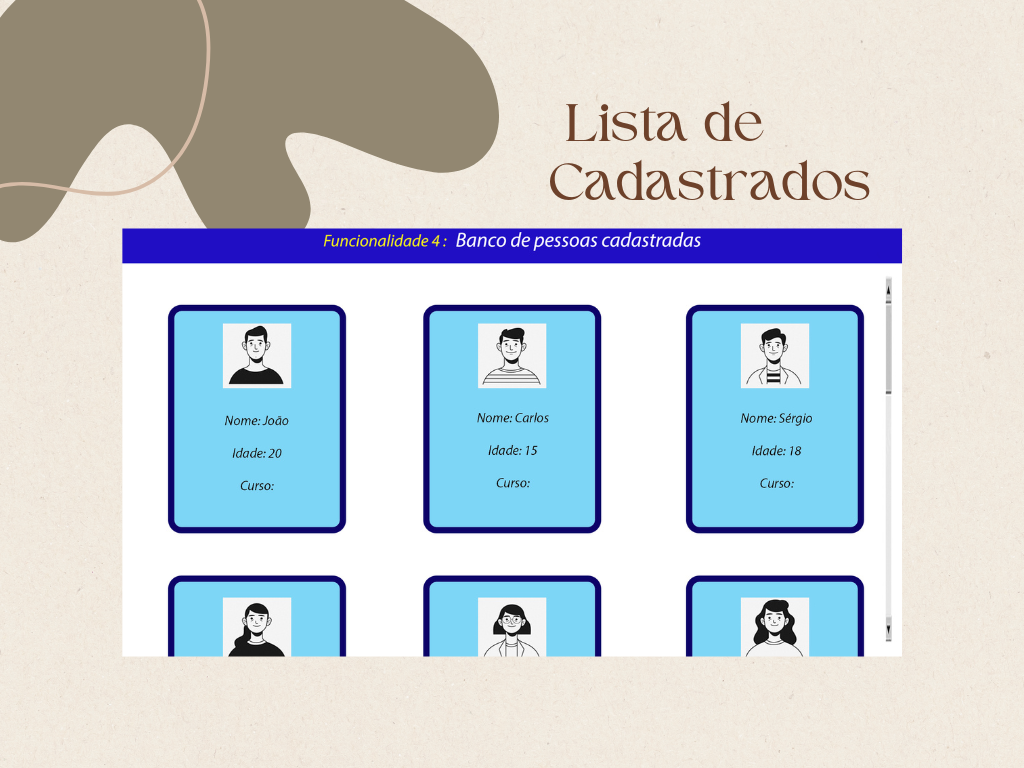 Lista de
Cadastrados
Funcionalidade 4 : Banco de pessoas cadastradas
Nome: João
Idade: 20
Curso:
Nome: Carlos
Idade: 15
Curso:
Nome: Sérgio
Idade: 18
Curso: